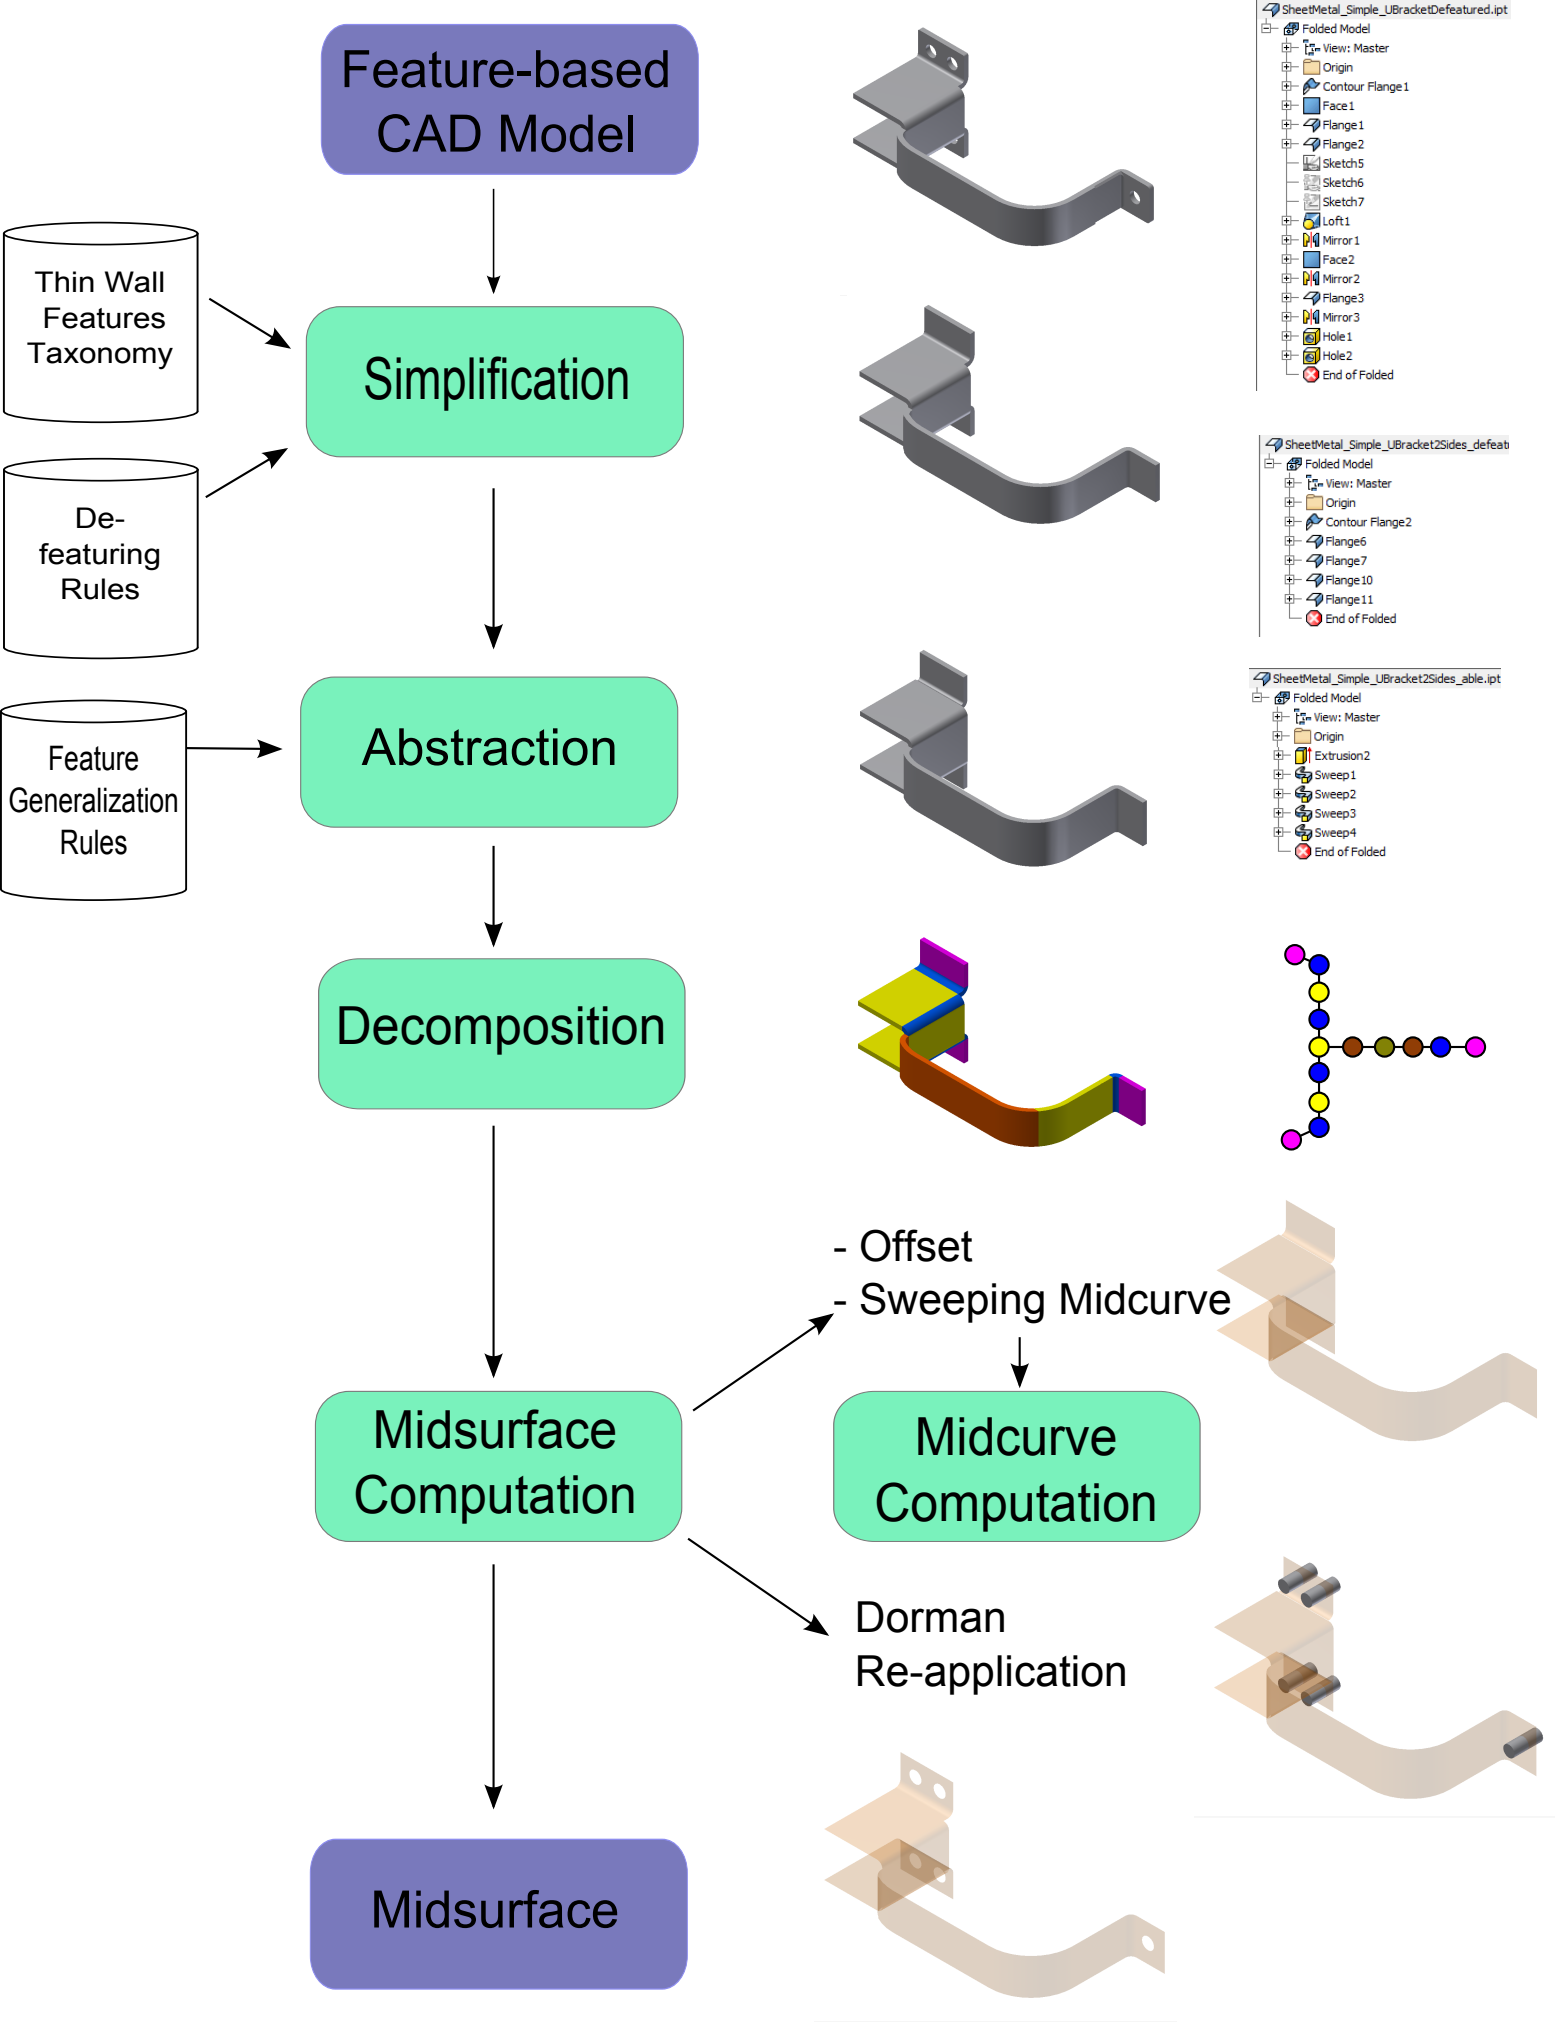 Feature-based
CAD Model
SheetMetal_Simple_UBracketDefeatured.ipt
Folded Model
View: Master
Origin
Contour Flange1
Face1
Flange1
Flange2
Sketch5
Sketch6
Sketch7
Loft1
Mirror1
Face2
Mirror2
Flange3
Mirror3
Hole1
Hole2
End of Folded
Thin Wall
Features
Taxonomy
Simplification
De-
featuring
Rules
SheetMetal_Simple_UBracket2Sides_defeat
Folded Model
View: Master
Origin
Contour Flange2
Flange6
Flange7
Flange10
Flange11
End of Folded
Feature
Generalization
Rules
Abstraction
SheetMetal_Simple_UBracket2Sides_able.ipt
Folded Model
View: Master
Origin
Extrusion2
Sweep1
Sweep2
Sweep3
Sweep4
End of Folded
Decomposition
- Offset
- Sweeping Midcurve
Midsurface
Computation
Midcurve
Computation
Dorman
Re-application
Midsurface